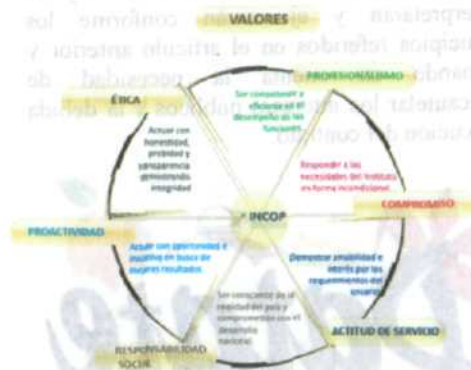 VALORES
PROFESIONALISMO
Ser competente y
eficiente en el
desempeño de las
funciones
ÉTICA
Actuar con
honestidad,
probidad y
transparencia
demostrando
integridad
Responder a las
necesidades del Instituto
en forma incondicional.
COMPROMISO
INCOP
PROACTIVIDAD
Actuar con oportunidad e
iniciativa en busca de
mejores resultados.
Demostrar amabilidad e
interés por los
requerimientos del
usuario
Ser consciente de la
realidad del país y
compromiso con el
desarrollo
nacional
ACTITUD DE SERVICIO
RESPONSABILIDAD
SOCIAL